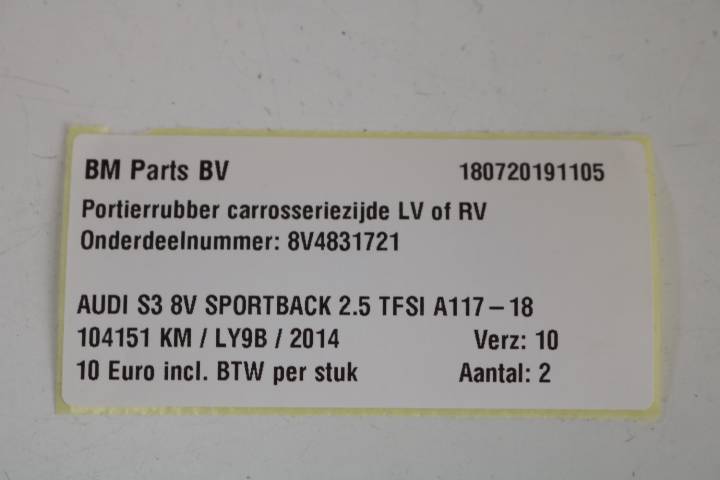 BM Parts BV 180720191105
Portierrubber carrosseriezijde LV of RV
Onderdeelnummer: 8V4831721
AUDI S3 8V SPORTBACK 2.5 TFSI A117 – 18
104151 KM / LY9B / 2014 Verz: 10
10 Euro incl. BTW per stuk Aantal: 2